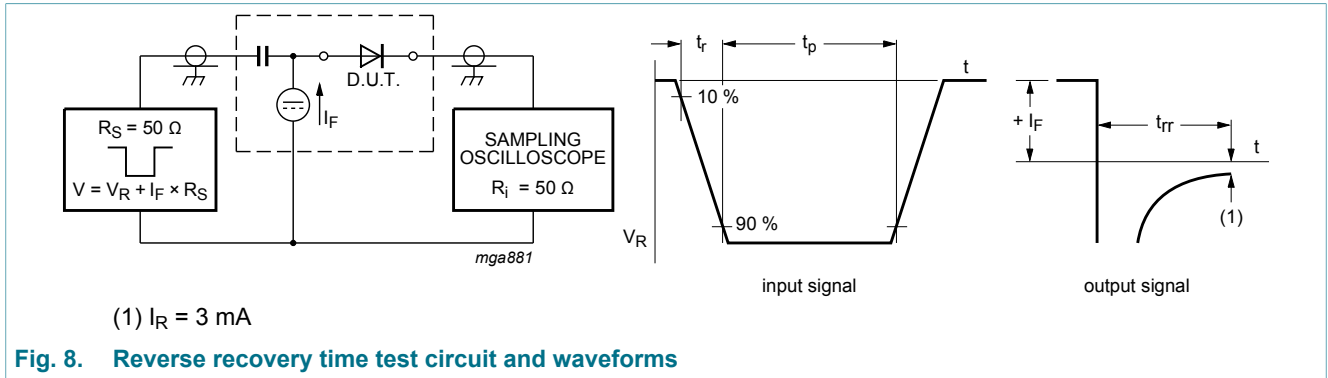 R_S = 50 Ω
V = V_R + I_F × R_S
I_F
D.U.T.
SAMPLING
OSCILLOSCOPE
R_i = 50 Ω
mga881
t_r
t_p
t
10 %
90 %
V_R
input signal
+ I_F
t_rr
t
(1)
output signal
(1) I_R = 3 mA
Fig. 8. Reverse recovery time test circuit and waveforms